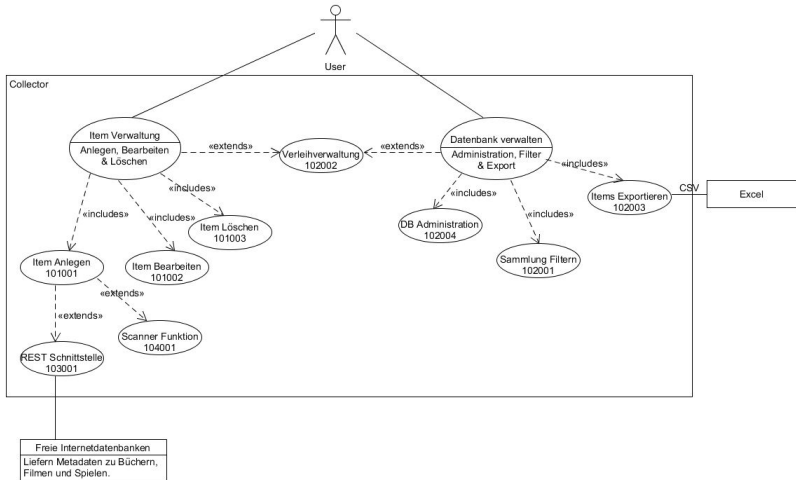 User
Collector
Item Verwaltung
Anlegen, Bearbeiten
& Löschen
«extends»
Verleihverwaltung
102002
«extends»
Datenbank verwalten
Administration, Filter
& Export
«includes»
Items Exportieren
102003
CSV
Excel
«includes»
«includes»
«includes»
Item Löschen
101003
«includes»
DB Administration
102004
«includes»
Sammlung Filtern
102001
Item Anlegen
101001
Item Bearbeiten
101002
«extends»
«extends»
Scanner Funktion
104001
REST Schnittstelle
103001
Freie Internetdatenbanken
Liefern Metadaten zu Büchern,
Filmen und Spielen.